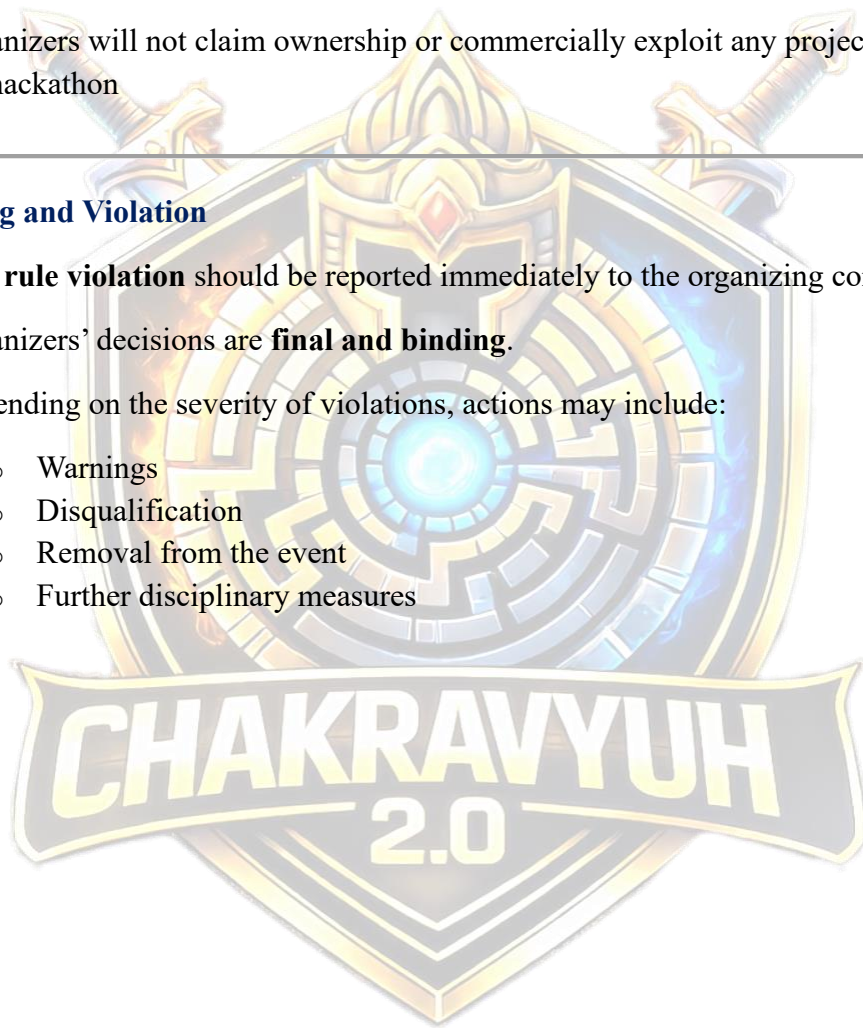 anizers will not claim ownership or commercially exploit any projec
hackathon
g and Violation
rule violation should be reported immediately to the organizing co
anizers’ decisions are final and binding.
ending on the severity of violations, actions may include:
Warnings
Disqualification
Removal from the event
Further disciplinary measures
CHAKRAVYUH
2.0